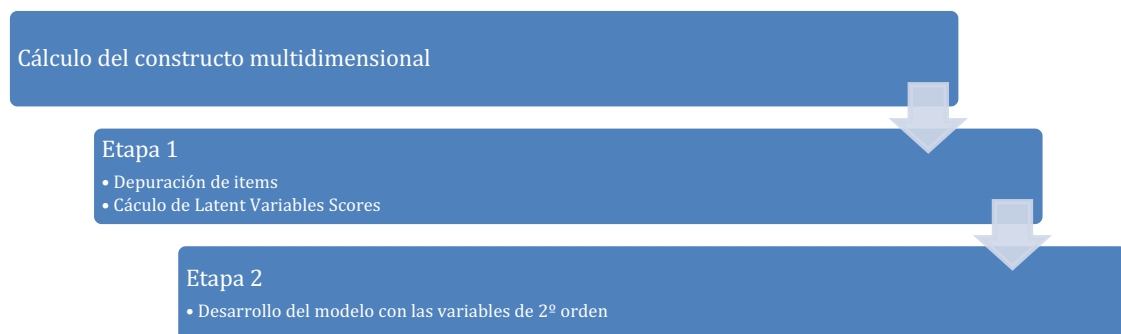 Cálculo del constructo multidimensional
Etapa 1
• Depuración de items
• Cáculo de Latent Variables Scores
Etapa 2
• Desarrollo del modelo con las variables de 2º orden